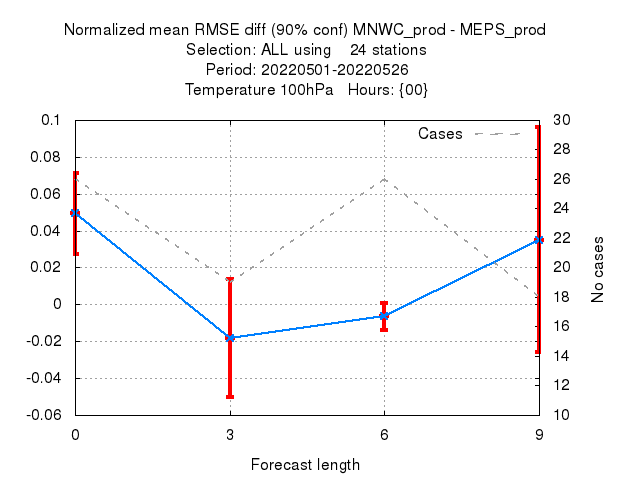 Normalized mean RMSE diff (90% conf) MNWC_prod - MEPS_prod
Selection: ALL using    24 stations
Period: 20220501-20220526
Temperature 100hPa   Hours: {00}
Cases
0.1
0.08
0.06
0.04
0.02
0
-0.02
-0.04
-0.06
30
28
26
24
22
20
18
16
14
12
10
No cases
0 3 6 9
Forecast length